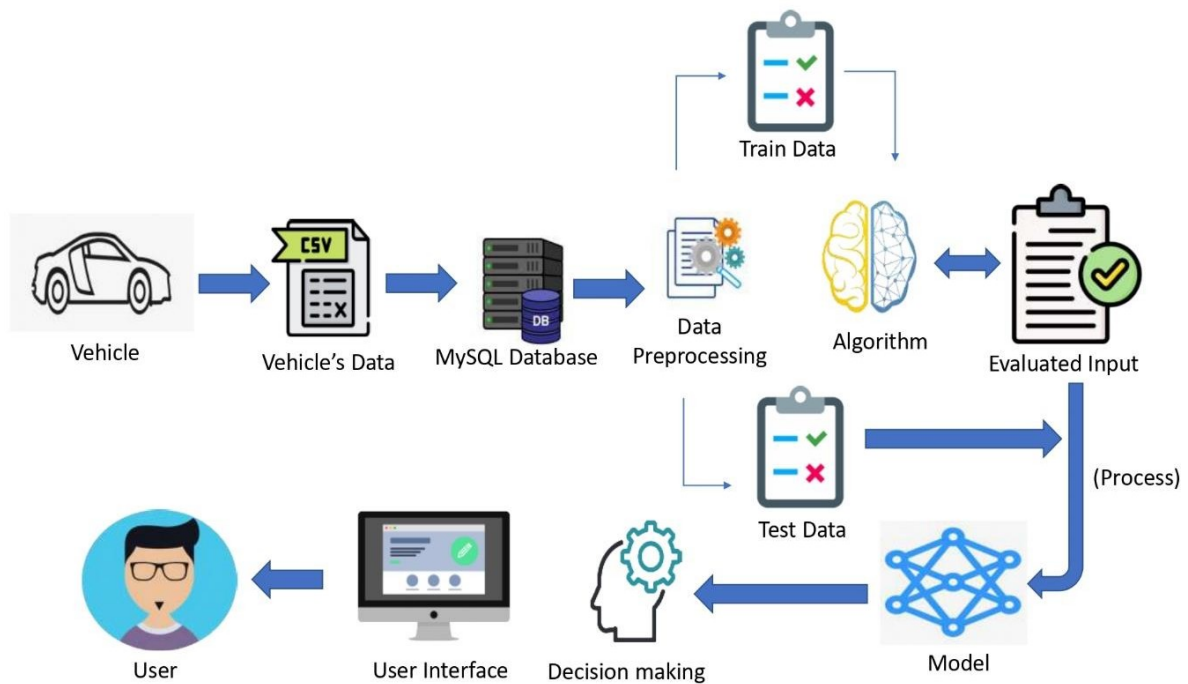 Train Data
CSV
DB
Vehicle
Vehicle's Data
MySQL Database
Data
Preprocessing
Algorithm
Evaluated Input
(Process)
Test Data
User
User Interface
Decision making
Model